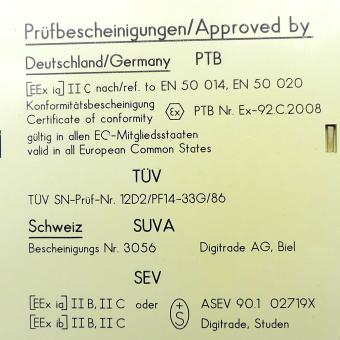 Prüfbescheinigungen/Approved by
Deutschland/Germany PTB
[EEx ia] II C nach/ref. to EN 50 014, EN 50 020
Konformitätsbescheinigung
Certificate of conformity Ex PTB Nr. Ex-92.C.2008
gültig in allen EG-Mitgliedsstaaten
valid in all European Common States
TÜV
TÜV SN-Prüf-Nr. 12D2/PF14-33G/86
Schweiz SUVA
Bescheinigungs Nr. 3056 Digitrade AG, Biel
SEV
[EEx ia] II B, II C oder +S ASEV 90.1 02719X
[EEx ib] II B, II C Digitrade, Studen